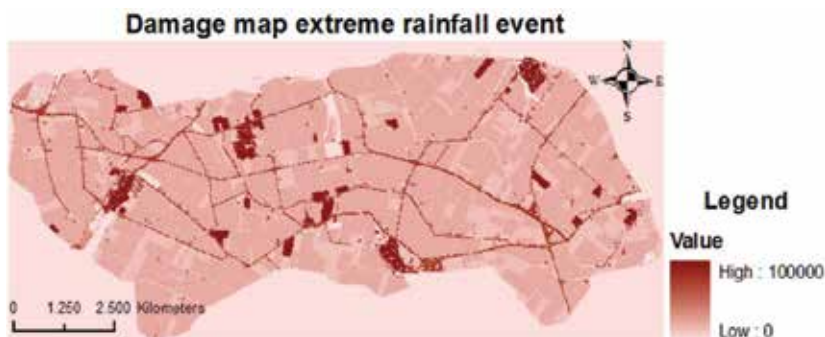 Damage map extreme rainfall event
N
W E
S
Legend
Value
High : 100000
Low : 0
0 1.250 2.500 Kilometers